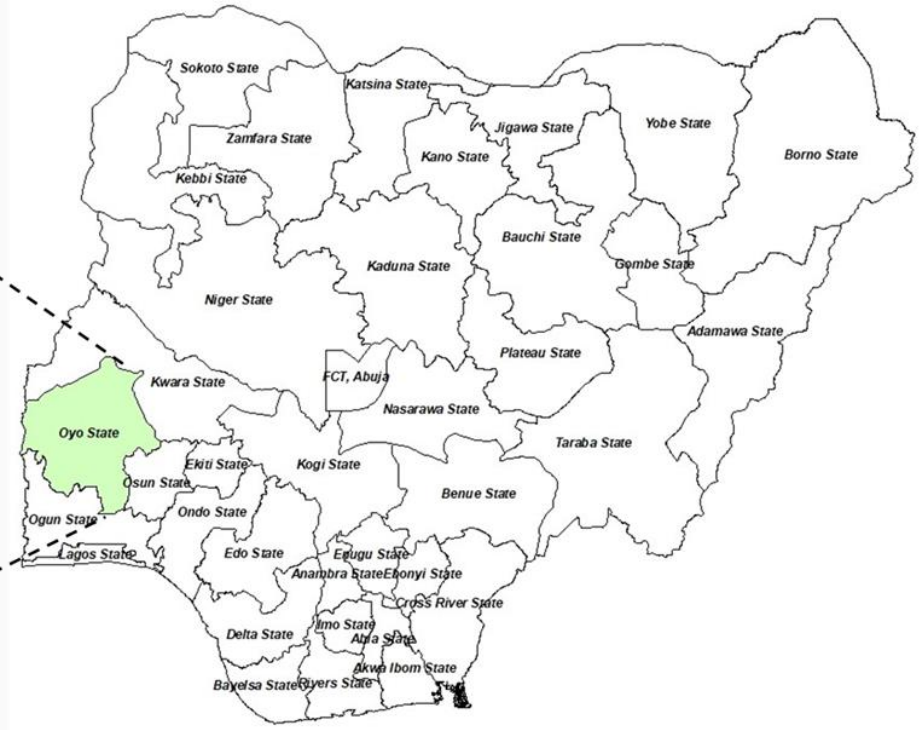 Sokoto State
Katsina State
Zamfara State
Jigawa State
Yobe State
Kano State
Borno State
Kebbi State
Bauchi State
Gombe State
Kaduna State
Niger State
Adamawa State
Plateau State
FCT, Abuja
Kwara State
Nasarawa State
Oyo State
Taraba State
Ekiti State
Kogi State
Osun State
Benue State
Ondo State
Ogun State
Lagos State
Edo State
Enugu State
Anambra State
Ebonyi State
Cross River State
Imo State
Delta State
Abia State
Akwa Ibom State
Bayelsa State
Rivers State